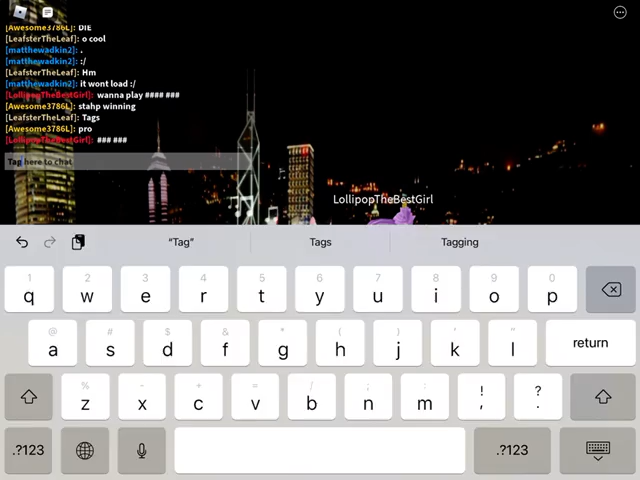 [Awesome3786L]: DIE
[LeafsterTheLeaf]: o cool
[matthewadkin2]: .
[matthewadkin2]: :/
[LeafsterTheLeaf]: Hm
[matthewadkin2]: it wont load :/
[LollipopTheBestGirl]: wanna play #### ###
[Awesome3786L]: stahp winning
[LeafsterTheLeaf]: Tags
[Awesome3786L]: pro
[LollipopTheBestGirl]: ### ###
Tag here to chat
LollipopTheBestGirl
“Tag” Tags Tagging
1 2 3 4 5 6 7 8 9 0
q w e r t y u i o p
@ # $ & * ( ) ' "
a s d f g h j k l return
% - + = / ; : ! ?
z x c v b n m , .
.?123 .?123